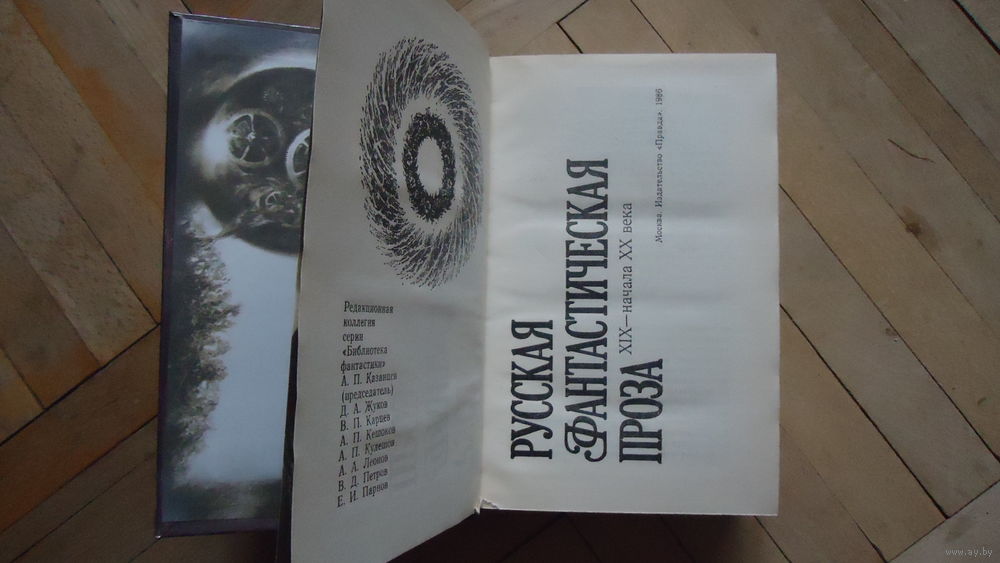 Редакционная
коллегия
серии
«Библиотека
фантастики»
А. П. Казанцев
(председатель)
Д. А. Жуков
В. П. Карцев
А. П. Кешоков
А. П. Кулешов
А. А. Леонов
В. Д. Петров
Е. И. Парнов
РУССКАЯ
ФАНТАСТИЧЕСКАЯ
ПРОЗА
XIX—начала XX века
Москва. Издательство «Правда». 1986
www.ay.by